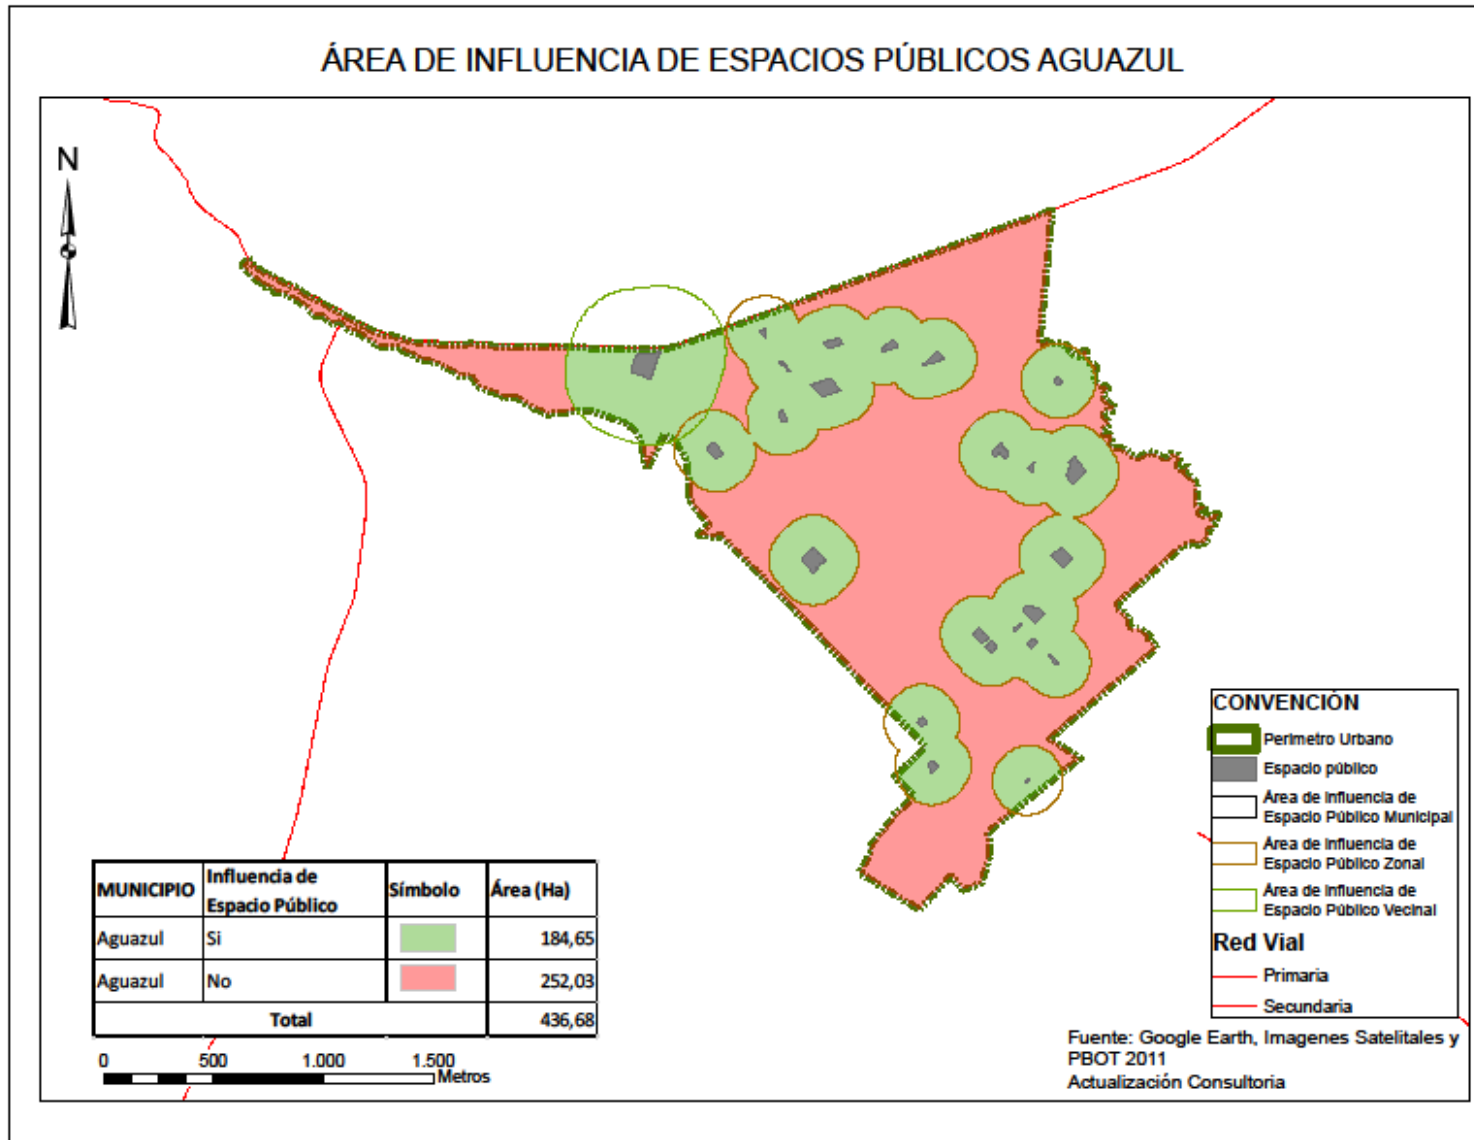 ÁREA DE INFLUENCIA DE ESPACIOS PÚBLICOS AGUAZUL
N
CONVENCIÓN
Perimetro Urbano
Espacio público
Área de Influencia de
Espacio Público Municipal
Área de Influencia de
Espacio Público Zonal
Área de Influencia de
Espacio Público Vecinal
Red Vial
Primaria
Secundaria
MUNICIPIO Influencia de Espacio Público Símbolo Área (Ha)
Aguazul Si 184,65
Aguazul No 252,03
Total 436,68
0 500 1.000 1.500
Metros
Fuente: Google Earth, Imagenes Satelitales y
PBOT 2011
Actualización Consultoria